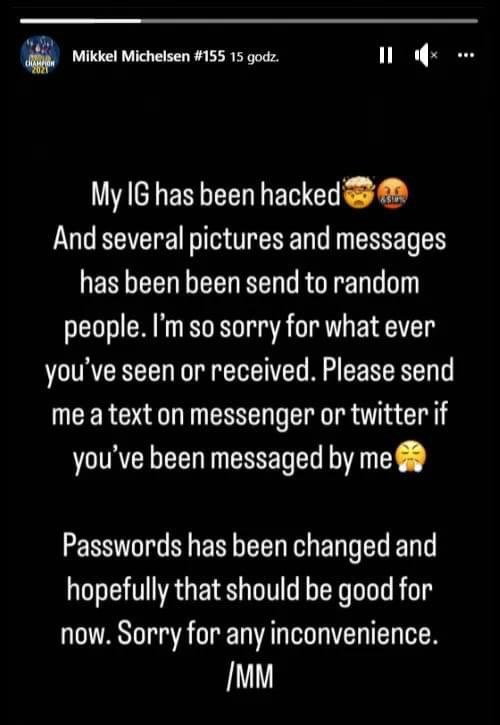 CHAMPION
2021
Mikkel Michelsen #155 15 godz.
My IG has been hacked🤯🤬
And several pictures and messages
has been been send to random
people. I'm so sorry for what ever
you've seen or received. Please send
me a text on messenger or twitter if
you've been messaged by me😤
Passwords has been changed and
hopefully that should be good for
now. Sorry for any inconvenience.
/MM